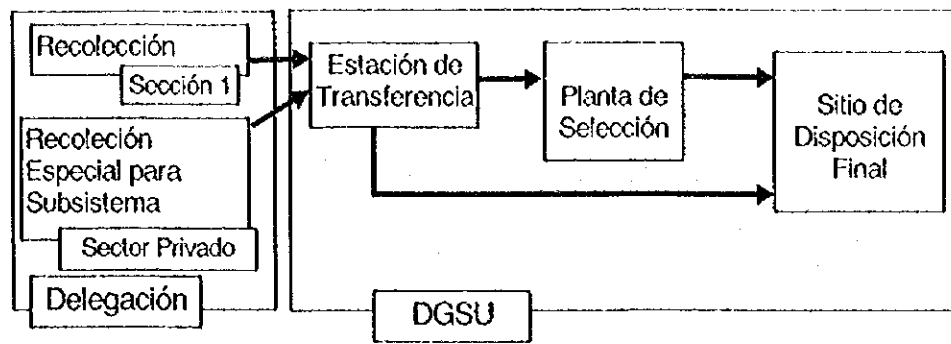 Recolección
Sección 1
Recoleción
Especial para
Subsistema
Sector Privado
Delegación
Estación de
Transferencia
Planta de
Selección
Sitio de
Disposición
Final
DGSU